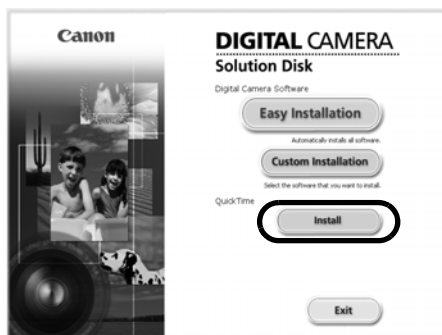 Canon
DIGITAL CAMERA
Solution Disk
Digital Camera Software
Easy Installation
Automatically installs all software.
Custom Installation
Select the software that you want to install.
QuickTime
Install
Exit